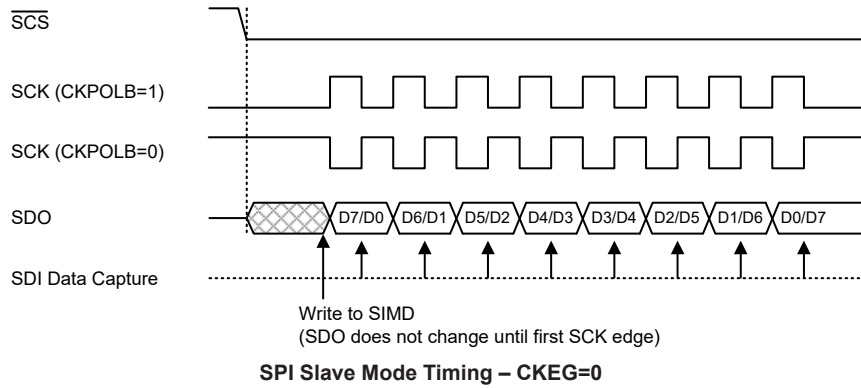 SCS
SCK (CKPOLB=1)
SCK (CKPOLB=0)
SDO D7/D0 D6/D1 D5/D2 D4/D3 D3/D4 D2/D5 D1/D6 D0/D7
SDI Data Capture
Write to SIMD
(SDO does not change until first SCK edge)
SPI Slave Mode Timing – CKEG=0